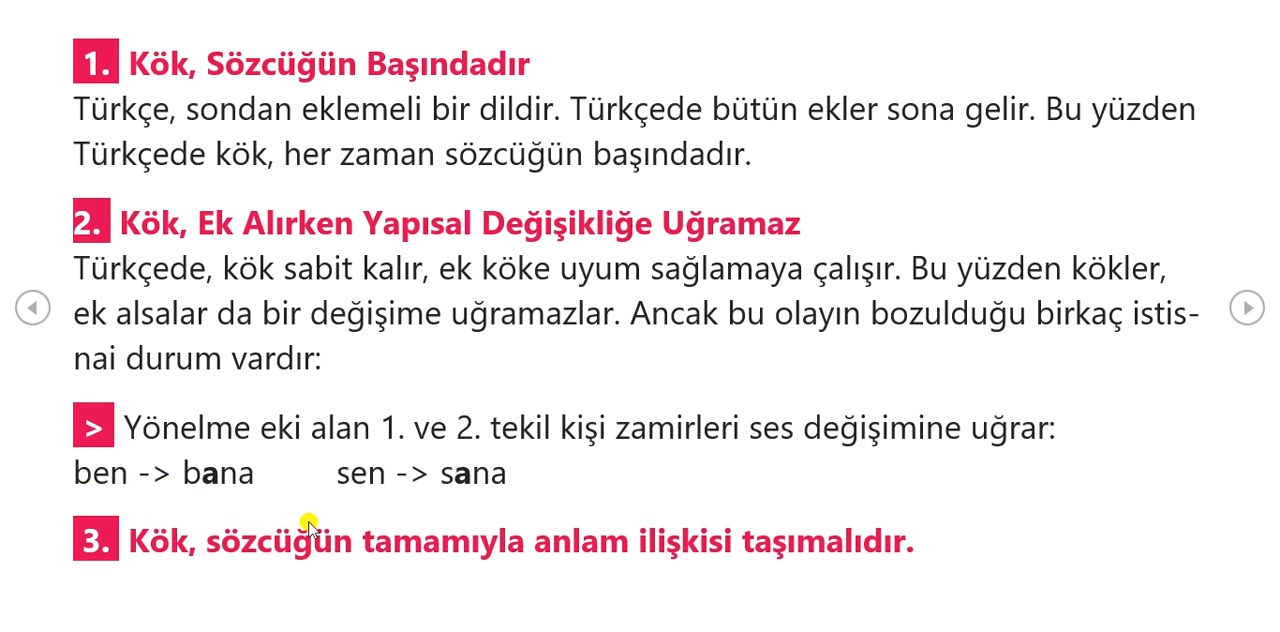 1. Kök, Sözcüğün Başındadır
Türkçe, sondan eklemeli bir dildir. Türkçede bütün ekler sona gelir. Bu yüzden
Türkçede kök, her zaman sözcüğün başındadır.
2. Kök, Ek Alırken Yapısal Değişikliğe Uğramaz
Türkçede, kök sabit kalır, ek köke uyum sağlamaya çalışır. Bu yüzden kökler,
ek alsalar da bir değişime uğramazlar. Ancak bu olayın bozulduğu birkaç istis-
nai durum vardır:
> Yönelme eki alan 1. ve 2. tekil kişi zamirleri ses değişimine uğrar:
ben -> bana sen -> sana
3. Kök, sözcüğün tamamıyla anlam ilişkisi taşımalıdır.